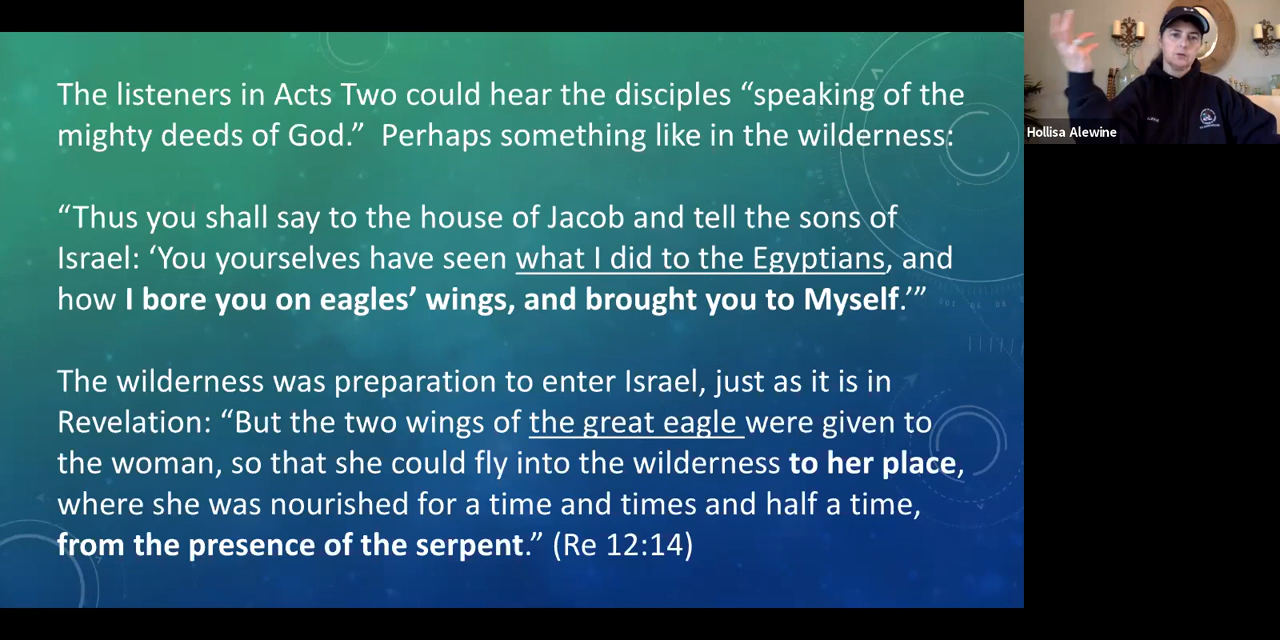 The listeners in Acts Two could hear the disciples “speaking of the
mighty deeds of God.”  Perhaps something like in the wilderness:
“Thus you shall say to the house of Jacob and tell the sons of
Israel: ‘You yourselves have seen what I did to the Egyptians, and
how I bore you on eagles’ wings, and brought you to Myself.’”
The wilderness was preparation to enter Israel, just as it is in
Revelation: “But the two wings of the great eagle were given to
the woman, so that she could fly into the wilderness to her place,
where she was nourished for a time and times and half a time,
from the presence of the serpent.” (Re 12:14)
Hollisa Alewine